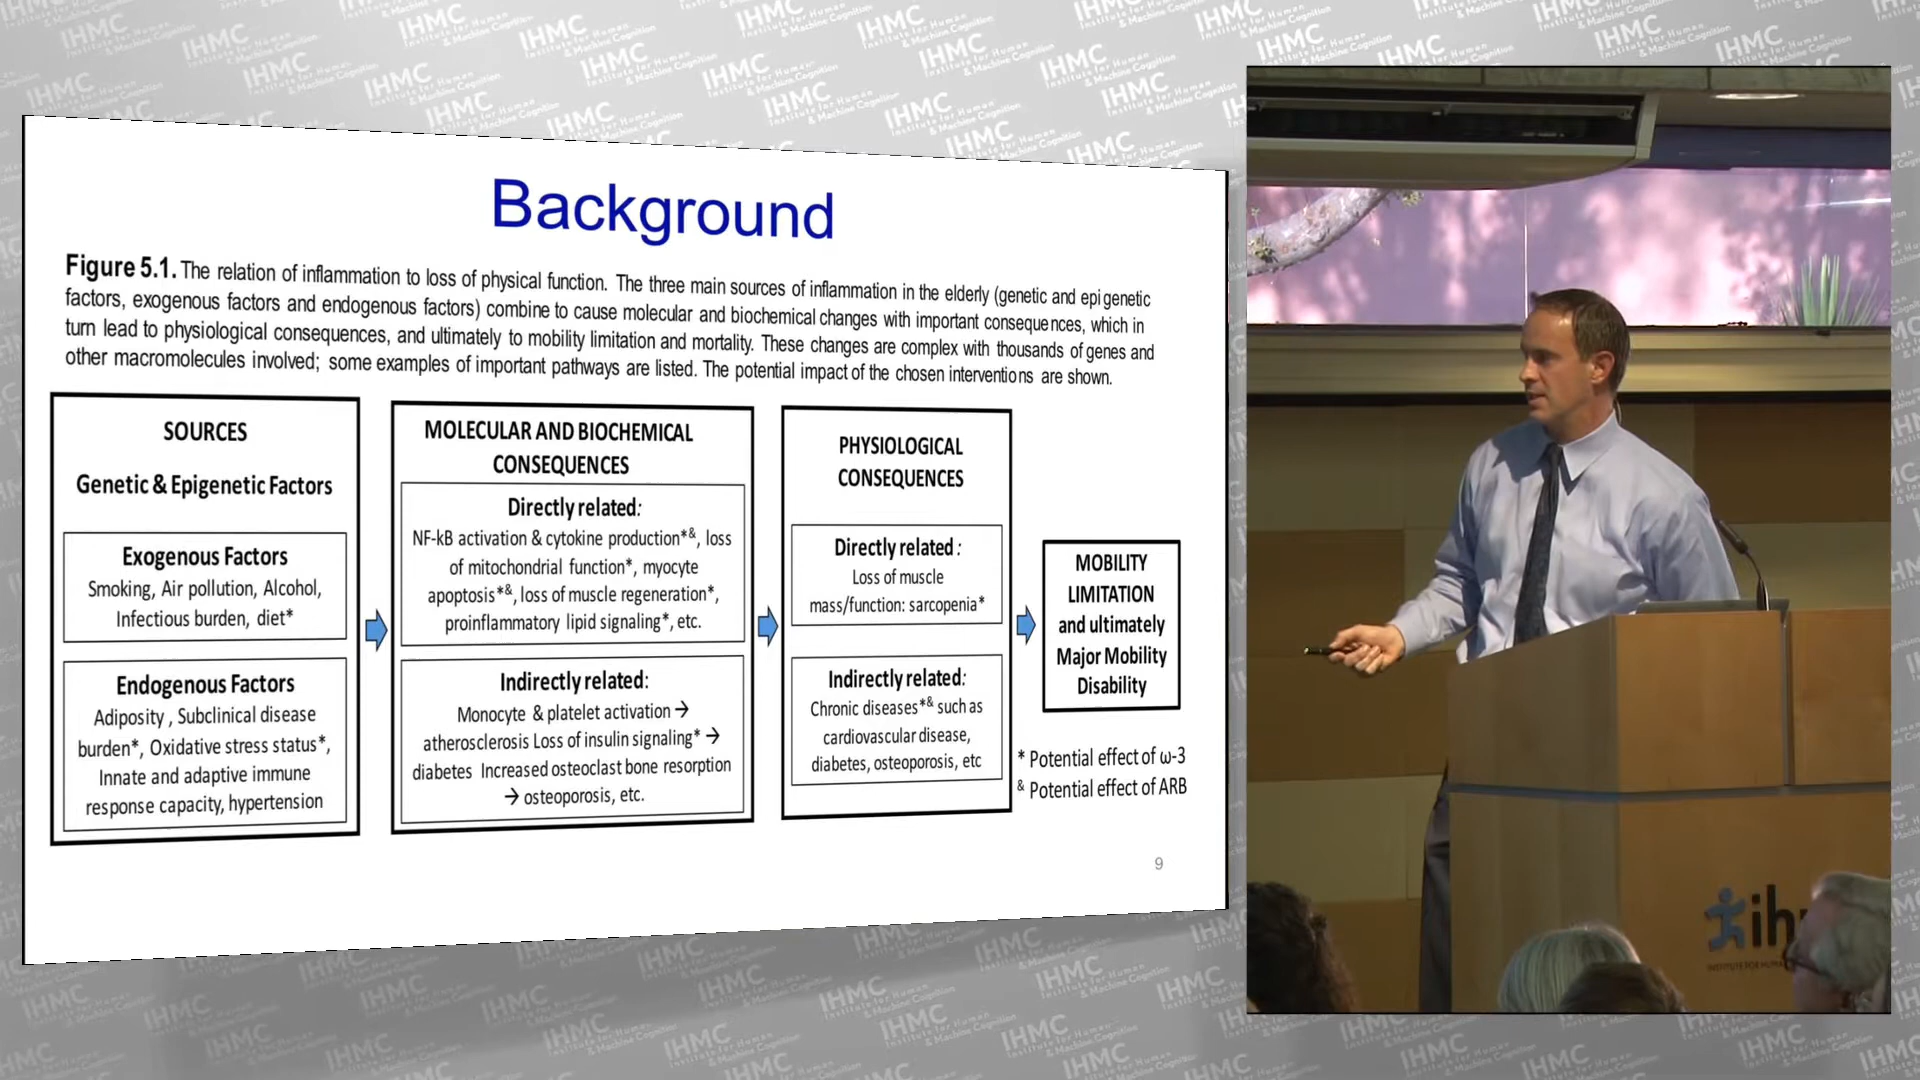 Background
Figure 5.1. The relation of inflammation to loss of physical function. The three main sources of inflammation in the elderly (genetic and epigenetic
factors, exogenous factors and endogenous factors) combine to cause molecular and biochemical changes with important consequences, which in
turn lead to physiological consequences, and ultimately to mobility limitation and mortality. These changes are complex with thousands of genes and
other macromolecules involved; some examples of important pathways are listed. The potential impact of the chosen interventions are shown.
SOURCES
Genetic & Epigenetic Factors
Exogenous Factors
Smoking, Air pollution, Alcohol,
Infectious burden, diet*
Endogenous Factors
Adiposity , Subclinical disease
burden*, Oxidative stress status*,
Innate and adaptive immune
response capacity, hypertension
MOLECULAR AND BIOCHEMICAL
CONSEQUENCES
Directly related:
NF-kB activation & cytokine production*&, loss
of mitochondrial function*, myocyte
apoptosis*&, loss of muscle regeneration*,
proinflammatory lipid signaling*, etc.
Indirectly related:
Monocyte & platelet activation →
atherosclerosis Loss of insulin signaling* →
diabetes Increased osteoclast bone resorption
→ osteoporosis, etc.
PHYSIOLOGICAL
CONSEQUENCES
Directly related :
Loss of muscle
mass/function: sarcopenia*
Indirectly related:
Chronic diseases*& such as
cardiovascular disease,
diabetes, osteoporosis, etc
MOBILITY
LIMITATION
and ultimately
Major Mobility
Disability
* Potential effect of ω-3
& Potential effect of ARB
9
IHMC
Institute for Human
& Machine Cognition
ih